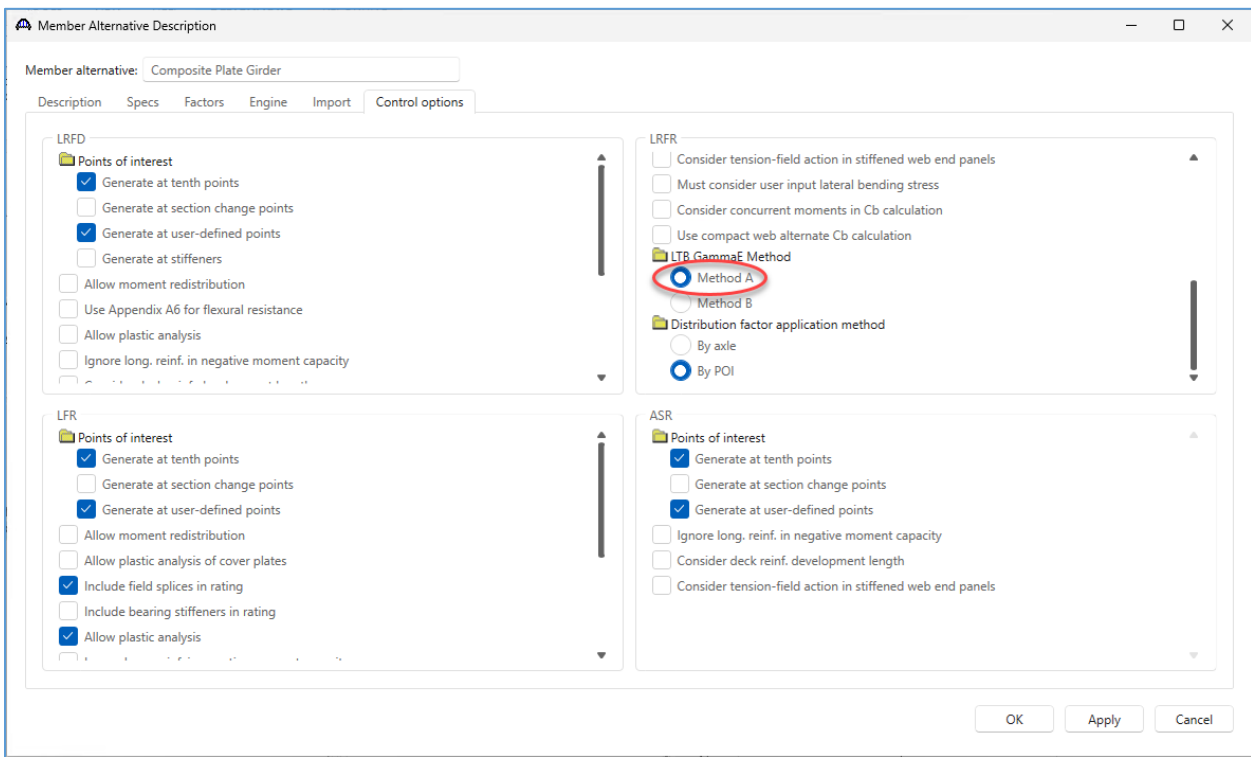 Member Alternative Description
Member alternative: Composite Plate Girder
Description Specs Factors Engine Import Control options
LRFD
Points of interest
Generate at tenth points
Generate at section change points
Generate at user-defined points
Generate at stiffeners
Allow moment redistribution
Use Appendix A6 for flexural resistance
Allow plastic analysis
Ignore long. reinf. in negative moment capacity
LRFR
Consider tension-field action in stiffened web end panels
Must consider user input lateral bending stress
Consider concurrent moments in Cb calculation
Use compact web alternate Cb calculation
LTB GammaE Method
Method A
Method B
Distribution factor application method
By axle
By POI
LFR
Points of interest
Generate at tenth points
Generate at section change points
Generate at user-defined points
Allow moment redistribution
Allow plastic analysis of cover plates
Include field splices in rating
Include bearing stiffeners in rating
Allow plastic analysis
ASR
Points of interest
Generate at tenth points
Generate at section change points
Generate at user-defined points
Ignore long. reinf. in negative moment capacity
Consider deck reinf. development length
Consider tension-field action in stiffened web end panels
OK Apply Cancel